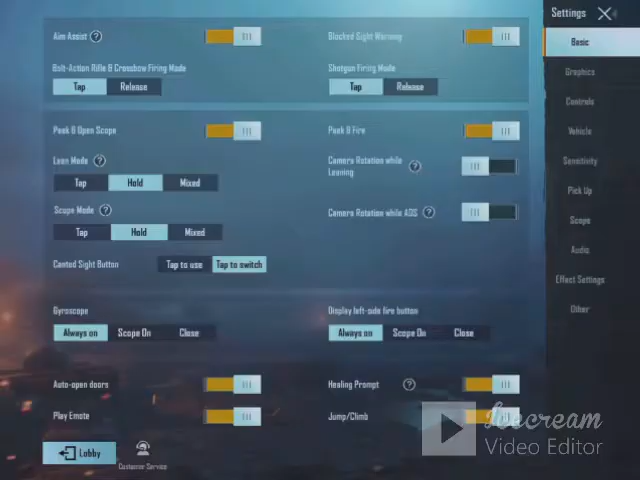 Settings
Aim Assist ?
Blocked Sight Warning
Basic
Bolt-Action Rifle & Crossbow Firing Mode
Shotgun Firing Mode
Graphics
Tap Release
Tap Release
Controls
Peek & Open Scope
Peek & Fire
Vehicle
Lean Mode ?
Camera Rotation while
Leaning ?
Sensitivity
Tap Hold Mixed
Pick Up
Scope Mode ?
Camera Rotation while ADS ?
Scope
Tap Hold Mixed
Audio
Canted Sight Button Tap to use Tap to switch
Effect Settings
Gyroscope
Display left-side fire button
Other
Always on Scope On Close
Always on Scope On Close
Auto-open doors
Healing Prompt ?
Play Emote
Jump/Climb
Icecream
Video Editor
Lobby
Customer Service